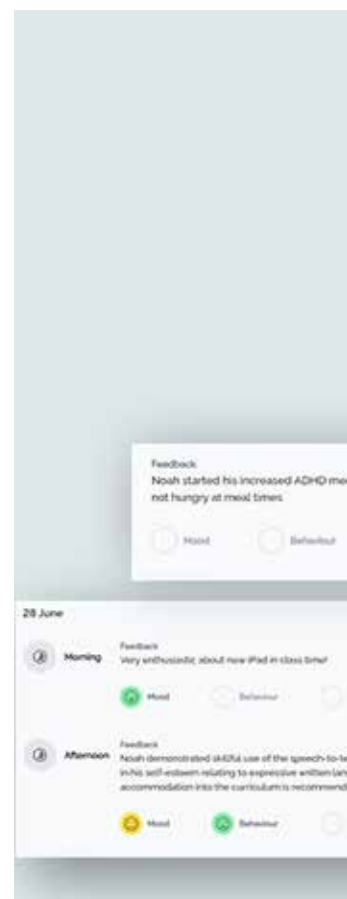 Feedback
Noah started his increased ADHD me
not hungry at meal times
Mood Behaviour
28 June
Morning
Feedback
Very enthusiastic about new iPad in class time!
Mood Behaviour
Afternoon
Feedback
Noah demonstrated skilful use of the speech-to-te
in his self-esteem relating to expressive written lan
accommodation into the curriculum is recommend
Mood Behaviour